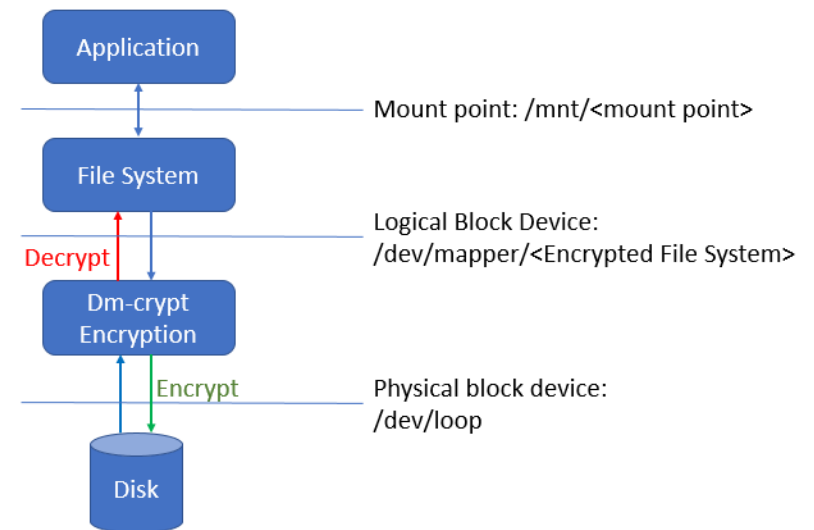 Application
Mount point: /mnt/<mount point>
File System
Logical Block Device:
/dev/mapper/<Encrypted File System>
Decrypt
Dm-crypt
Encryption
Encrypt
Physical block device:
/dev/loop
Disk